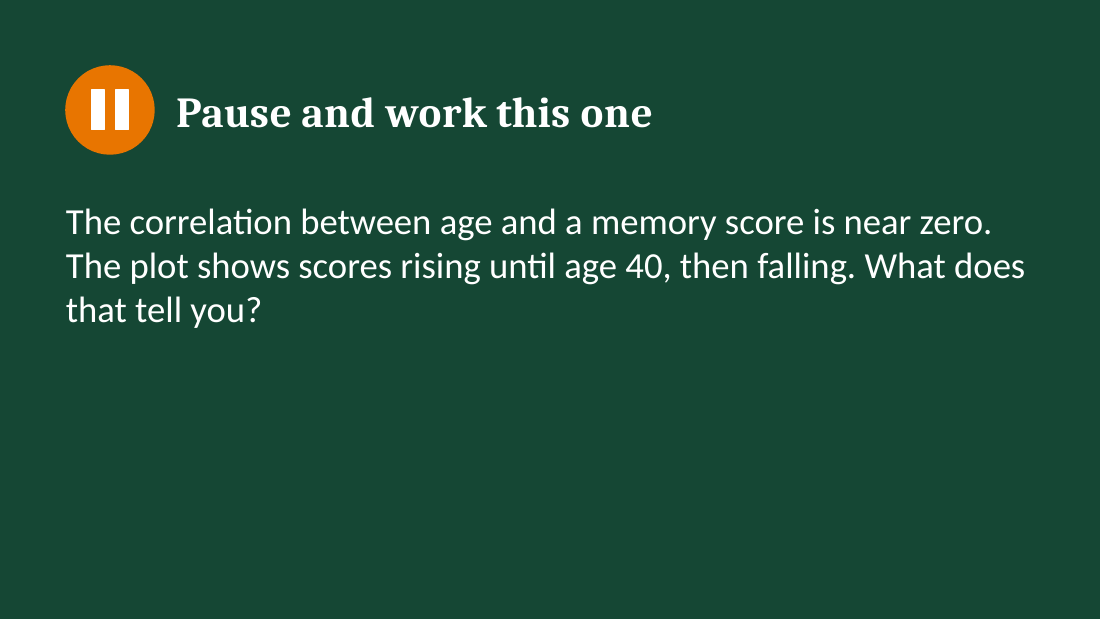 Pause and work this one
The correlation between age and a memory score is near zero.
The plot shows scores rising until age 40, then falling. What does
that tell you?